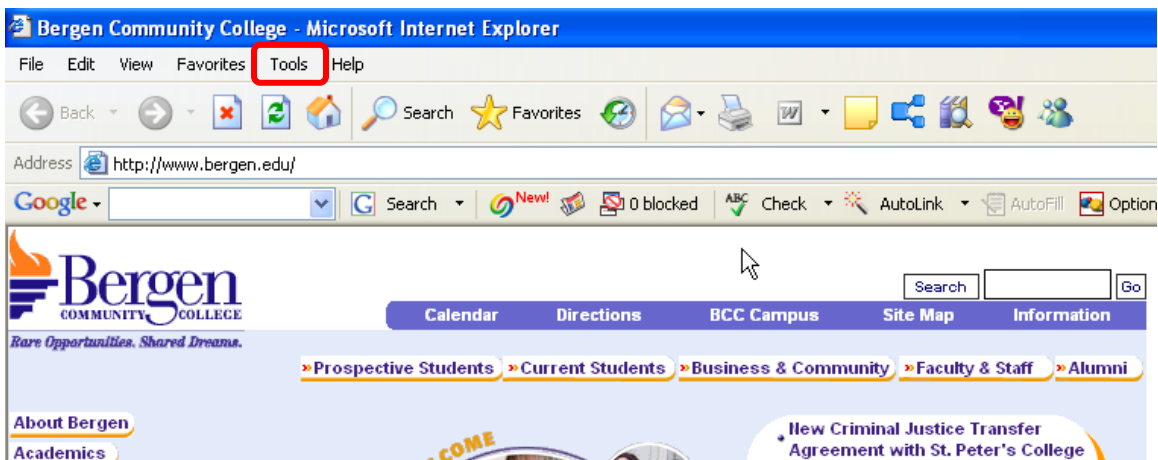 Bergen Community College - Microsoft Internet Explorer
File Edit View Favorites Tools Help
Back Search Favorites W
Address http://www.bergen.edu/
Google G Search New! 0 blocked ABC Check AutoLink AutoFill Option
Bergen
COMMUNITY COLLEGE
Rare Opportunities. Shared Dreams.
Search Go
Calendar Directions BCC Campus Site Map Information
»Prospective Students »Current Students »Business & Community »Faculty & Staff »Alumni
About Bergen
Academics
COME
New Criminal Justice Transfer
Agreement with St. Peter's College